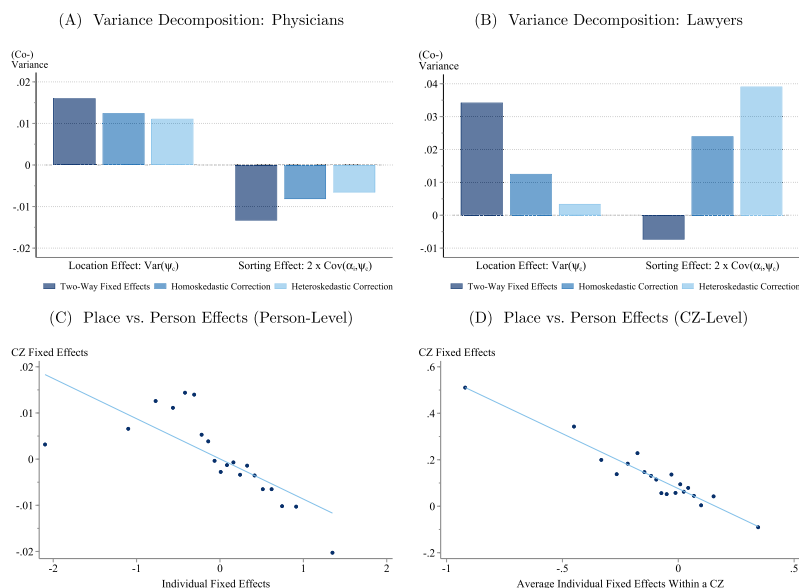 (A) Variance Decomposition: Physicians
(Co-)
Variance
.02
.01
0
-.01
-.02
Location Effect: Var(ψc)
Sorting Effect: 2 x Cov(αi,ψc)
Two-Way Fixed Effects
Homoskedastic Correction
Heteroskedastic Correction
(B) Variance Decomposition: Lawyers
(Co-)
Variance
.04
.03
.02
.01
0
-.01
Location Effect: Var(ψc)
Sorting Effect: 2 x Cov(αi,ψc)
Two-Way Fixed Effects
Homoskedastic Correction
Heteroskedastic Correction
(C) Place vs. Person Effects (Person-Level)
CZ Fixed Effects
.02
.01
0
-.01
-.02
-2
-1
0
1
2
Individual Fixed Effects
(D) Place vs. Person Effects (CZ-Level)
CZ Fixed Effects
.6
.4
.2
0
-.2
-1
-.5
0
.5
Average Individual Fixed Effects Within a CZ